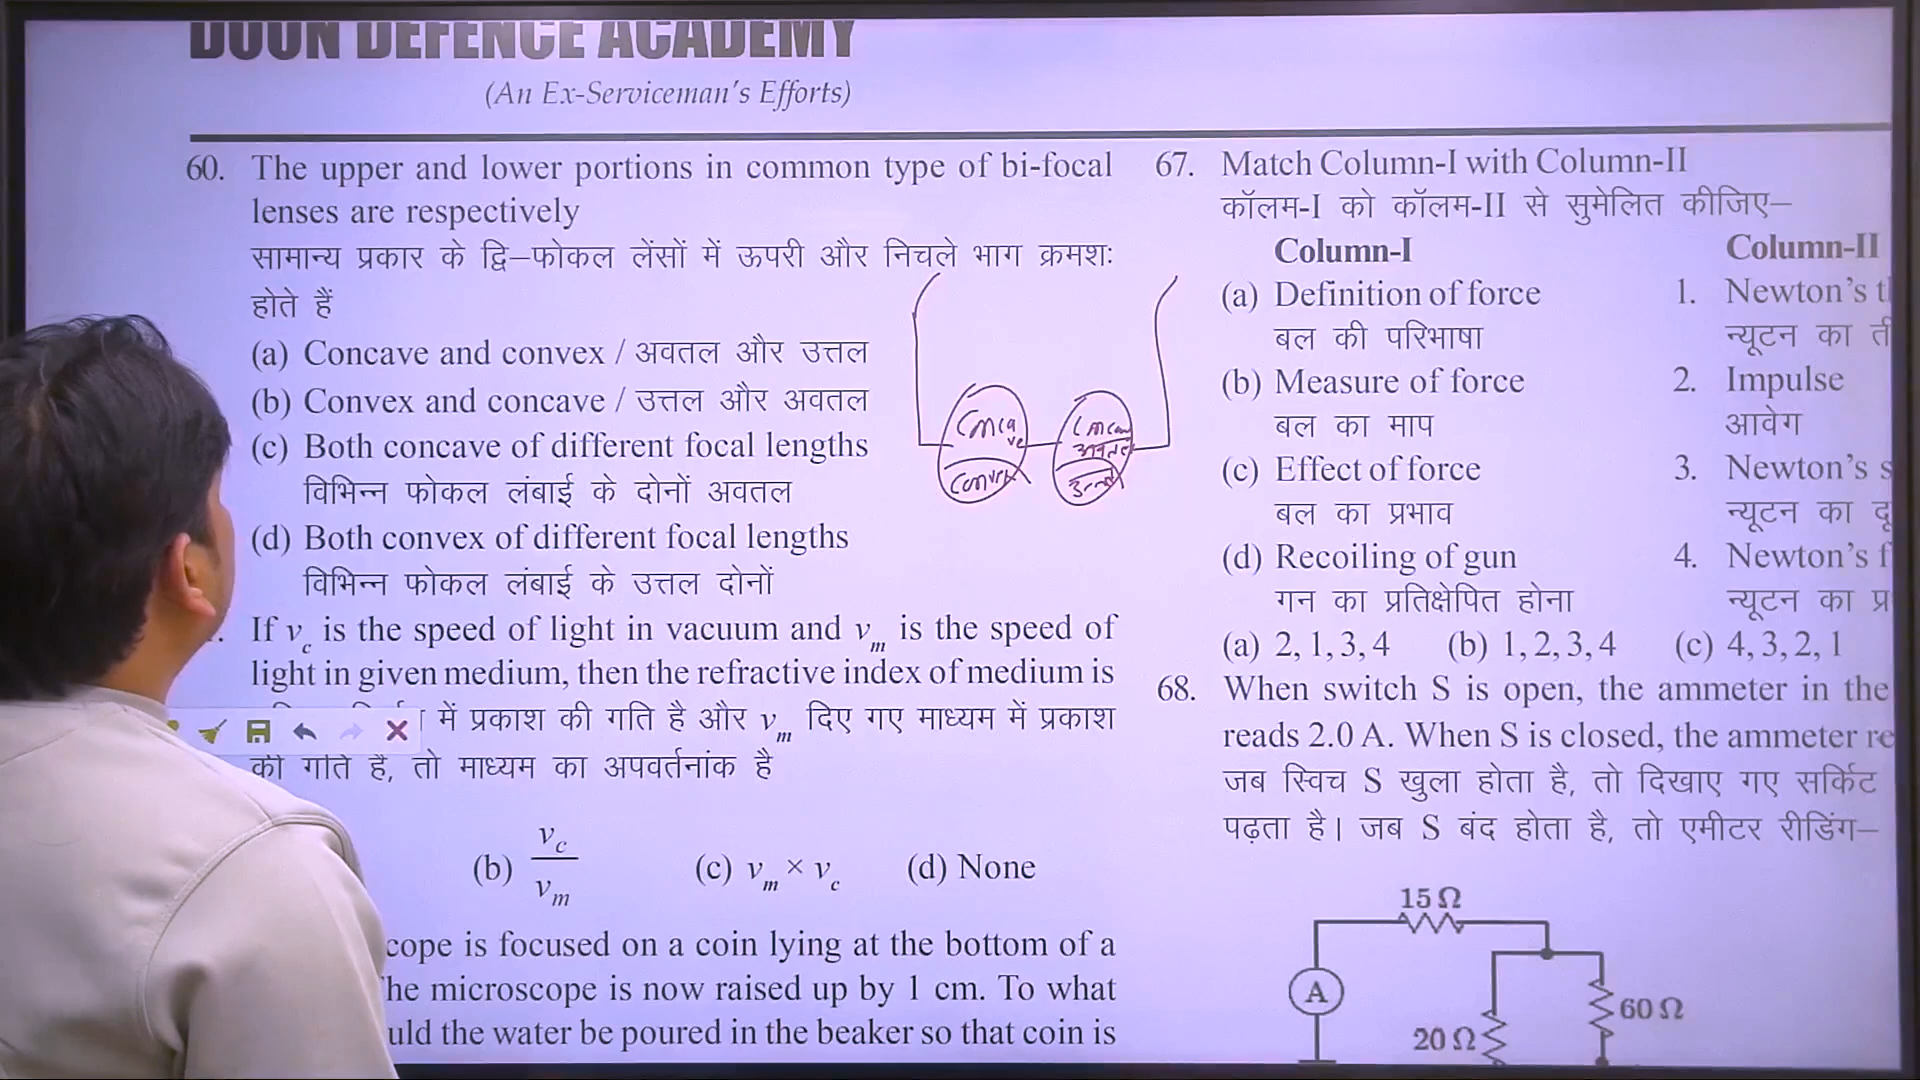 DOON DEFENCE ACADEMY
(An Ex-Serviceman's Efforts)
60. The upper and lower portions in common type of bi-focal
lenses are respectively
सामान्य प्रकार के द्वि–फोकल लेंसों में ऊपरी और निचले भाग क्रमशः
होते हैं
(a) Concave and convex / अवतल और उत्तल
(b) Convex and concave / उत्तल और अवतल
(c) Both concave of different focal lengths
विभिन्न फोकल लंबाई के दोनों अवतल
(d) Both convex of different focal lengths
विभिन्न फोकल लंबाई के उत्तल दोनों
Conca
ve
Convex
अवतल
If v_c is the speed of light in vacuum and v_m is the speed of
light in given medium, then the refractive index of medium is
में प्रकाश की गति है और v_m दिए गए माध्यम में प्रकाश
की गति है, तो माध्यम का अपवर्तनांक है
(b) v_c / v_m (c) v_m × v_c (d) None
cope is focused on a coin lying at the bottom of a
he microscope is now raised up by 1 cm. To what
uld the water be poured in the beaker so that coin is
67. Match Column-I with Column-II
कॉलम-I को कॉलम-II से सुमेलित कीजिए–
Column-I Column-II
(a) Definition of force 1. Newton's t
बल की परिभाषा न्यूटन का ती
(b) Measure of force 2. Impulse
बल का माप आवेग
(c) Effect of force 3. Newton's s
बल का प्रभाव न्यूटन का दू
(d) Recoiling of gun 4. Newton's f
गन का प्रतिक्षेपित होना न्यूटन का प्र
(a) 2, 1, 3, 4 (b) 1, 2, 3, 4 (c) 4, 3, 2, 1
68. When switch S is open, the ammeter in the
reads 2.0 A. When S is closed, the ammeter re
जब स्विच S खुला होता है, तो दिखाए गए सर्किट
पढ़ता है। जब S बंद होता है, तो एमीटर रीडिंग–
15 Ω
A
60 Ω
20 Ω